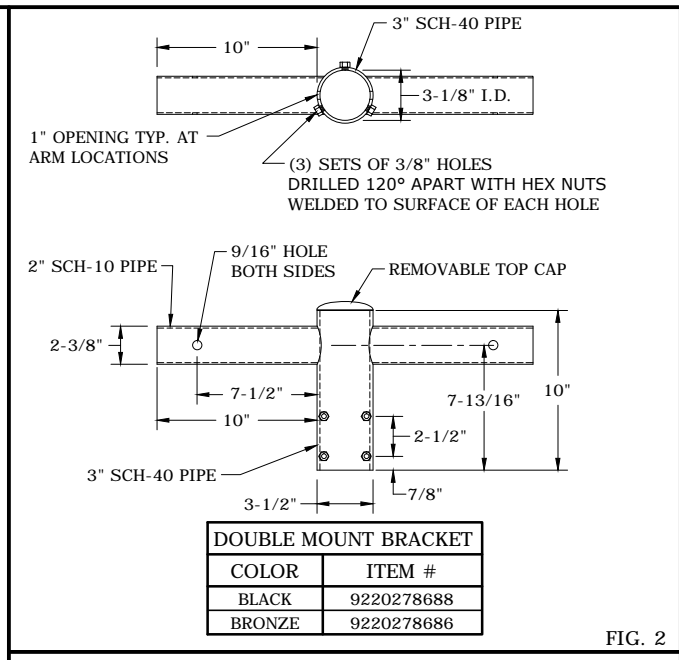 3" SCH-40 PIPE
10"
3-1/8" I.D.
1" OPENING TYP. AT
ARM LOCATIONS
(3) SETS OF 3/8" HOLES
DRILLED 120° APART WITH HEX NUTS
WELDED TO SURFACE OF EACH HOLE
9/16" HOLE
BOTH SIDES
2" SCH-10 PIPE
REMOVABLE TOP CAP
2-3/8"
7-1/2"
10"
7-13/16"
10"
2-1/2"
3" SCH-40 PIPE
7/8"
3-1/2"
DOUBLE MOUNT BRACKET
COLOR ITEM #
BLACK 9220278688
BRONZE 9220278686
FIG. 2